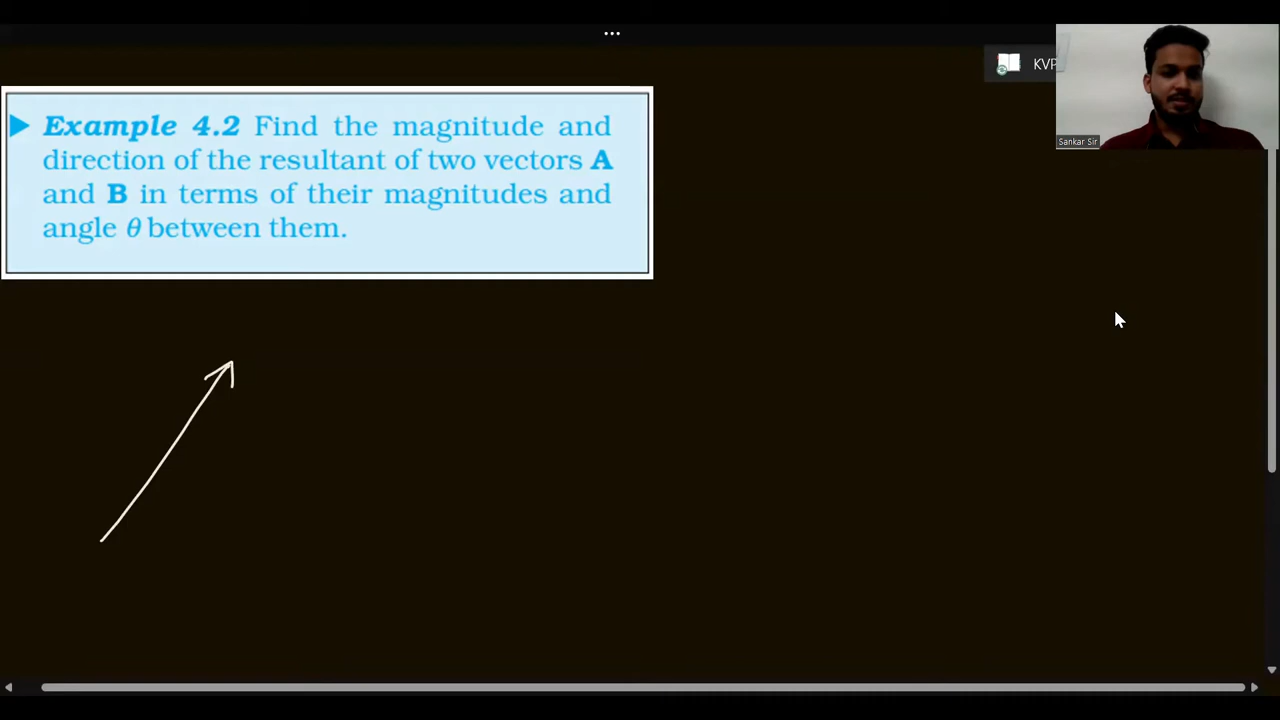 ...
KVP
Sankar Sir
Example 4.2 Find the magnitude and
direction of the resultant of two vectors A
and B in terms of their magnitudes and
angle θ between them.